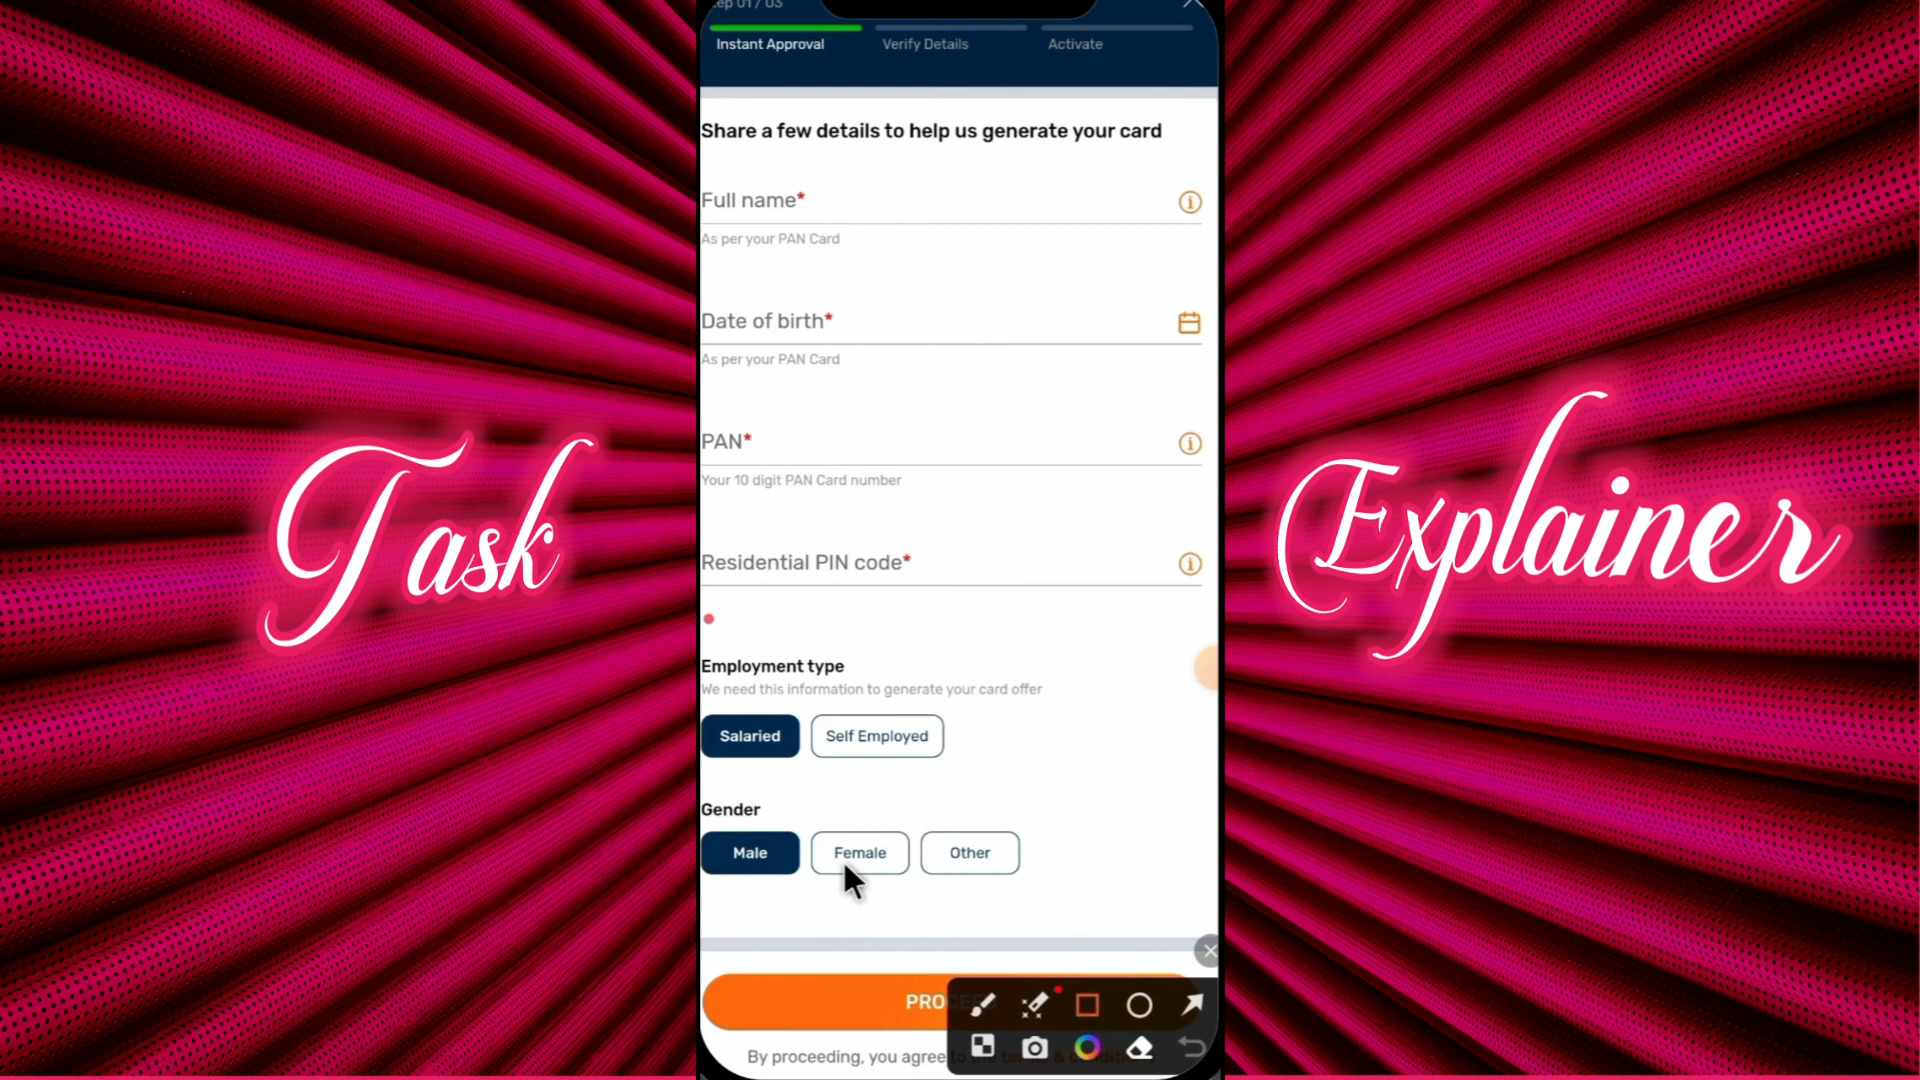 Instant Approval
Verify Details
Activate
Share a few details to help us generate your card
Full name*
As per your PAN Card
Date of birth*
As per your PAN Card
PAN*
Your 10 digit PAN Card number
Residential PIN code*
Task
Explainer
Employment type
We need this information to generate your card offer
Salaried
Self Employed
Gender
Male
Female
Other
By proceeding, you agree